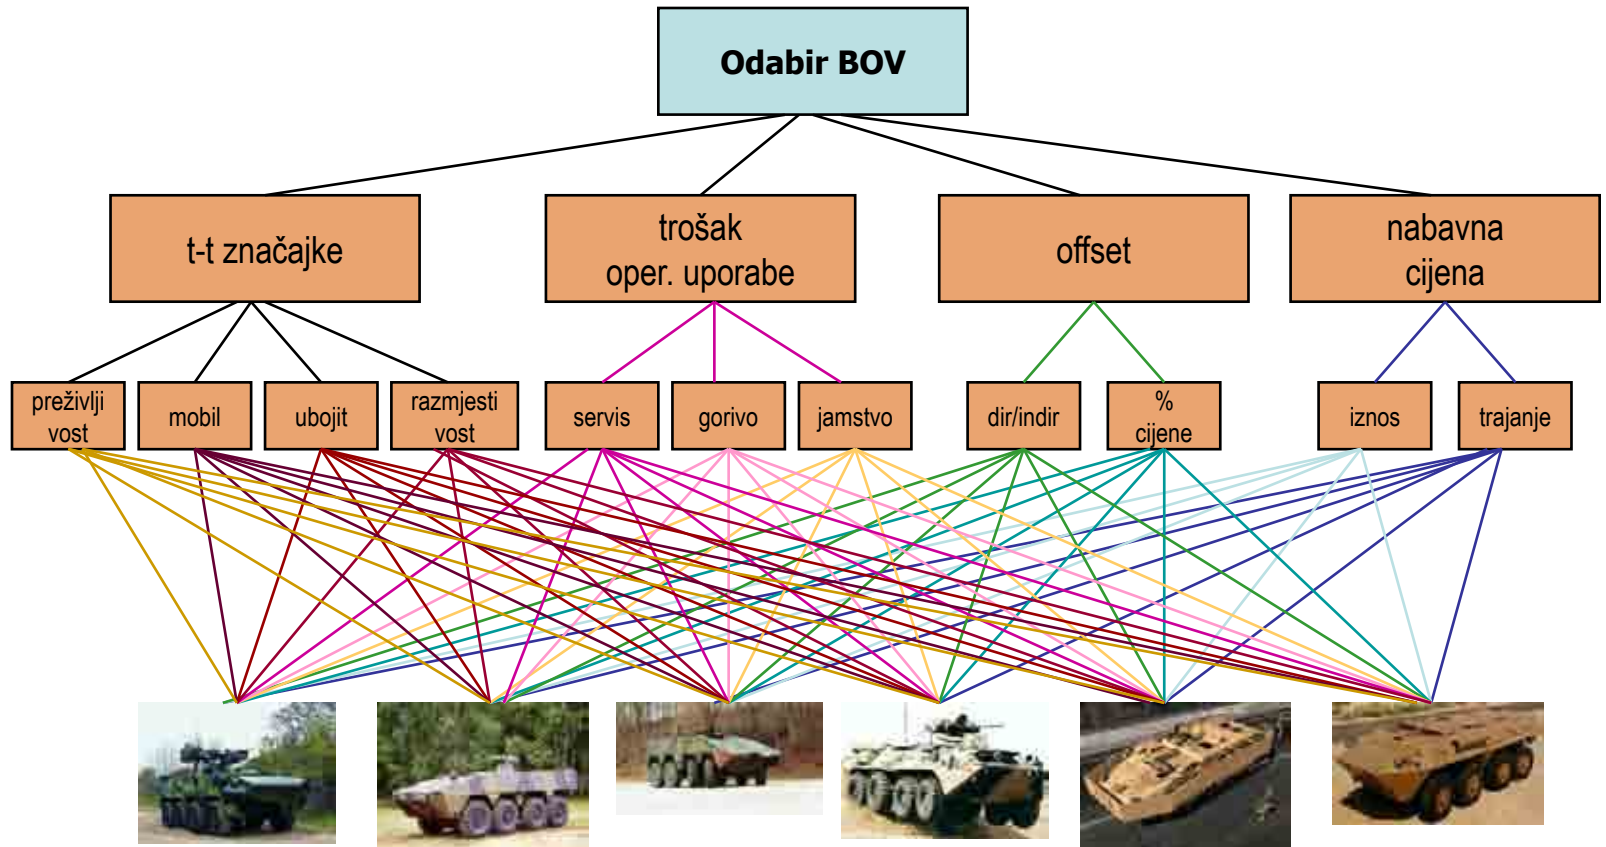 Odabir BOV
t-t značajke
trošak
oper. uporabe
offset
nabavna
cijena
preživlji
vost
mobil
ubojit
razmjesti
vost
servis
gorivo
jamstvo
dir/indir
%
cijene
iznos
trajanje